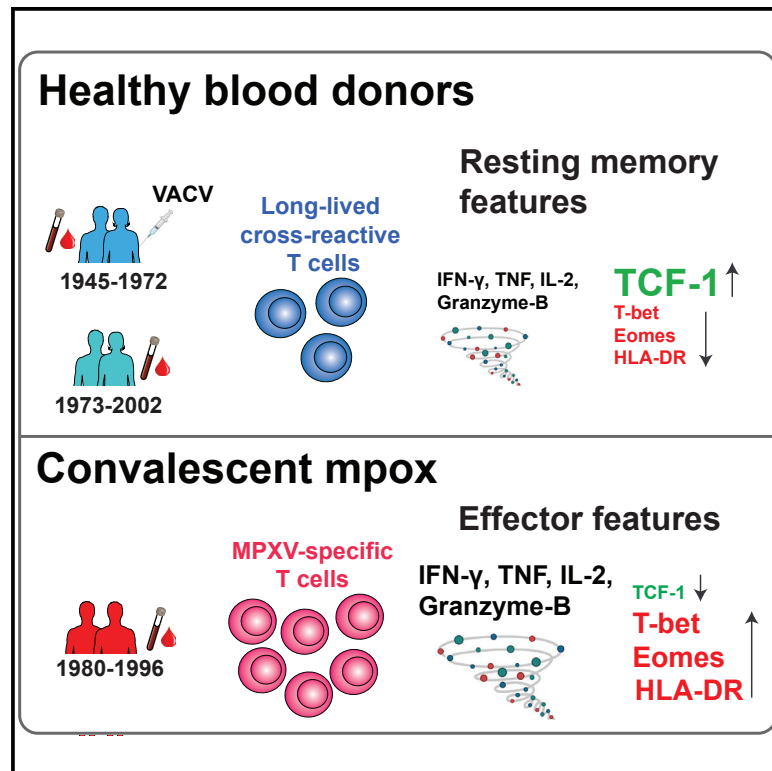 Healthy blood donors
VACV
1945-1972
1973-2002
Long-lived
cross-reactive
T cells
Resting memory
features
IFN-γ, TNF, IL-2,
Granzyme-B
TCF-1
T-bet
Eomes
HLA-DR
Convalescent mpox
1980-1996
MPXV-specific
T cells
Effector features
IFN-γ, TNF, IL-2,
Granzyme-B
TCF-1
T-bet
Eomes
HLA-DR